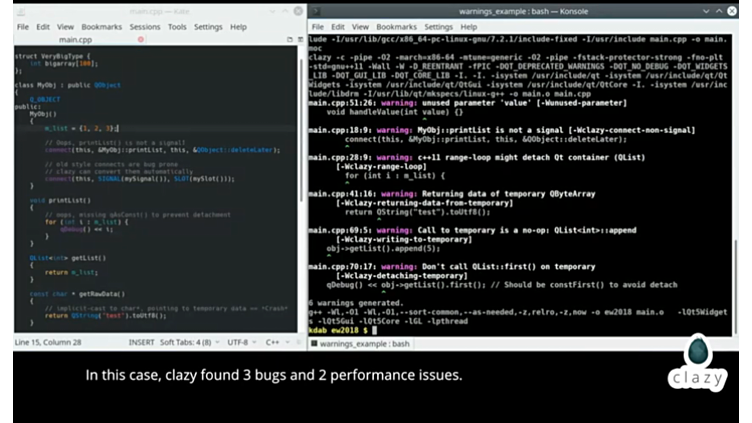 main.cpp — Kate
File Edit View Bookmarks Sessions Tools Settings Help
main.cpp
struct VeryBigType {
int bigarray[100];
};
class MyObj : public QObject
{
Q_OBJECT
public:
MyObj()
{
m_list = {1, 2, 3};
// Oops, printList() is not a signal!
connect(this, &MyObj::printList, this, &QObject::deleteLater);
// old style connects are bug prone
// clazy can convert them automatically
connect(this, SIGNAL(mySignal()), SLOT(mySlot()));
}
void printList()
{
// oops, missing qAsConst() to prevent detachment
for (int i : m_list) {
qDebug() << i;
}
}
QList<int> getList()
{
return m_list;
}
const char * getRawData()
{
// implicit-cast to char*, pointing to temporary data == *Crash*
return QString("test").toUtf8();
}
Line 15, Column 28 INSERT Soft Tabs: 4 (8) UTF-8 C++
warnings_example : bash — Konsole
File Edit View Bookmarks Settings Help
lude -I/usr/lib/gcc/x86_64-pc-linux-gnu/7.2.1/include-fixed -I/usr/include main.cpp -o main.
moc
clazy -c -pipe -O2 -march=x86-64 -mtune=generic -O2 -pipe -fstack-protector-strong -fno-plt
-std=gnu++11 -Wall -W -D_REENTRANT -fPIC -DQT_DEPRECATED_WARNINGS -DQT_NO_DEBUG -DQT_WIDGETS
_LIB -DQT_GUI_LIB -DQT_CORE_LIB -I. -I. -isystem /usr/include/qt -isystem /usr/include/qt/Qt
Widgets -isystem /usr/include/qt/QtGui -isystem /usr/include/qt/QtCore -I. -isystem /usr/inc
lude/libdrm -I/usr/lib/qt/mkspecs/linux-g++ -o main.o main.cpp
main.cpp:51:26: warning: unused parameter 'value' [-Wunused-parameter]
void handleValue(int value) {}
^
main.cpp:18:9: warning: MyObj::printList is not a signal [-Wclazy-connect-non-signal]
connect(this, &MyObj::printList, this, &QObject::deleteLater);
^
main.cpp:28:9: warning: c++11 range-loop might detach Qt container (QList)
[-Wclazy-range-loop]
for (int i : m_list) {
^
main.cpp:41:16: warning: Returning data of temporary QByteArray
[-Wclazy-returning-data-from-temporary]
return QString("test").toUtf8();
^
main.cpp:69:5: warning: Call to temporary is a no-op: QList<int>::append
[-Wclazy-writing-to-temporary]
obj->getList().append(5);
^
main.cpp:70:17: warning: Don't call QList::first() on temporary
[-Wclazy-detaching-temporary]
qDebug() << obj->getList().first(); // Should be constFirst() to avoid detach
^
6 warnings generated.
g++ -Wl,-O1 -Wl,-O1,--sort-common,--as-needed,-z,relro,-z,now -o ew2018 main.o -lQt5Widget
s -lQt5Gui -lQt5Core -lGL -lpthread
kdab ew2018 $
warnings_example : bash
clazy
In this case, clazy found 3 bugs and 2 performance issues.